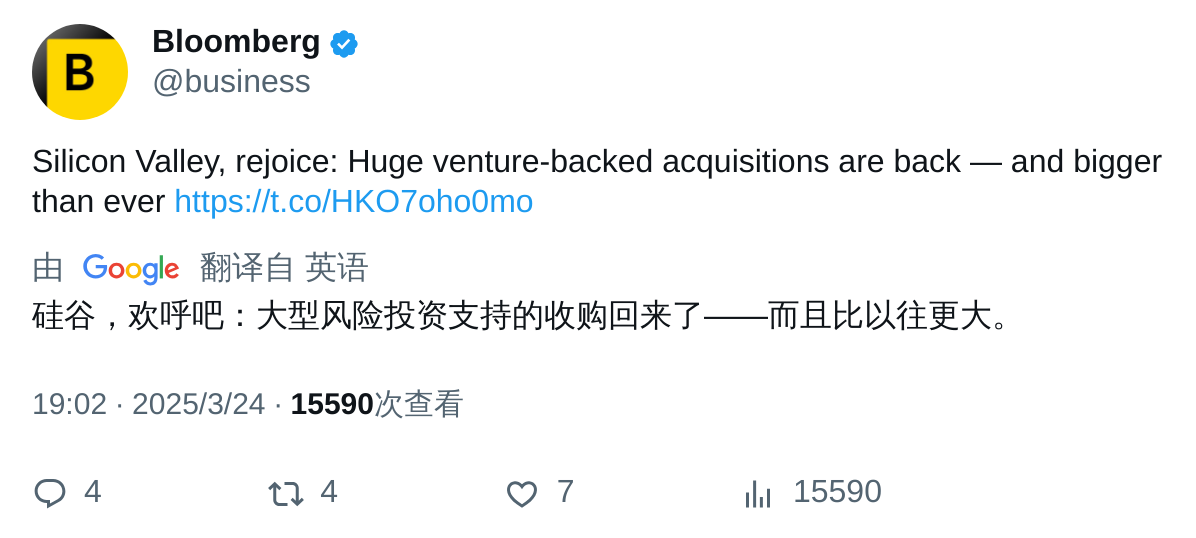 B
Bloomberg
@business
Silicon Valley, rejoice: Huge venture-backed acquisitions are back — and bigger
than ever https://t.co/HKO7oho0mo
由 Google 翻译自 英语
硅谷，欢呼吧：大型风险投资支持的收购回来了——而且比以往更大。
19:02 · 2025/3/24 · 15590次查看
4 4 7 15590